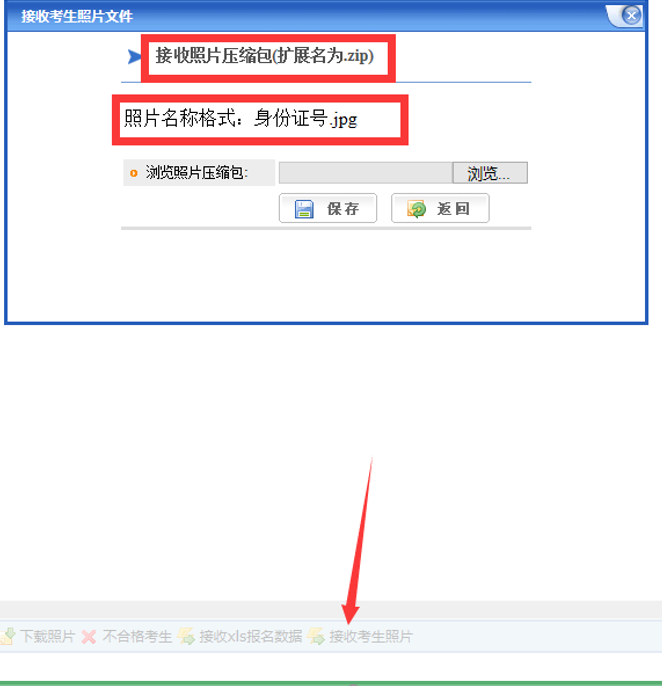 接收考生照片文件
接收照片压缩包(扩展名为.zip)
照片名称格式：身份证号.jpg
浏览照片压缩包:
浏览...
保存 返回
下载照片 不合格考生 接收xls报名数据 接收考生照片